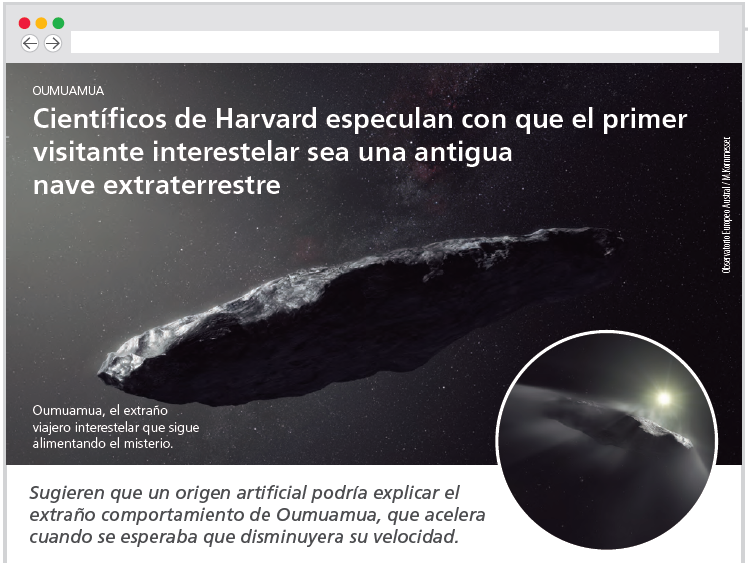 OUMUAMUA
Científicos de Harvard especulan con que el primer
visitante interestelar sea una antigua
nave extraterrestre
Observatorio Europeo Austral / M.Kornmesser
Oumuamua, el extraño
viajero interestelar que sigue
alimentando el misterio.
Sugieren que un origen artificial podría explicar el
extraño comportamiento de Oumuamua, que acelera
cuando se esperaba que disminuyera su velocidad.